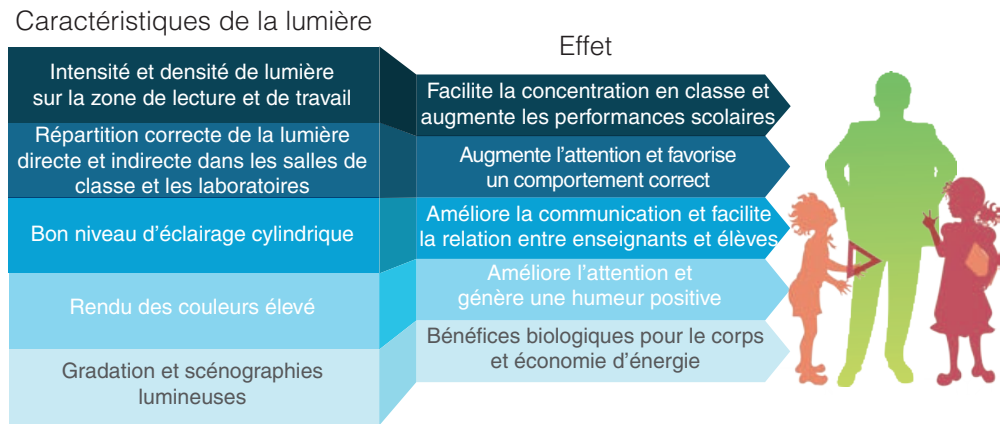 Caractéristiques de la lumière
Effet
Intensité et densité de lumière
sur la zone de lecture et de travail
Facilite la concentration en classe et
augmente les performances scolaires
Répartition correcte de la lumière
directe et indirecte dans les salles de
classe et les laboratoires
Augmente l’attention et favorise
un comportement correct
Bon niveau d’éclairage cylindrique
Améliore la communication et facilite
la relation entre enseignants et élèves
Rendu des couleurs élevé
Améliore l’attention et
génère une humeur positive
Gradation et scénographies
lumineuses
Bénéfices biologiques pour le corps
et économie d’énergie